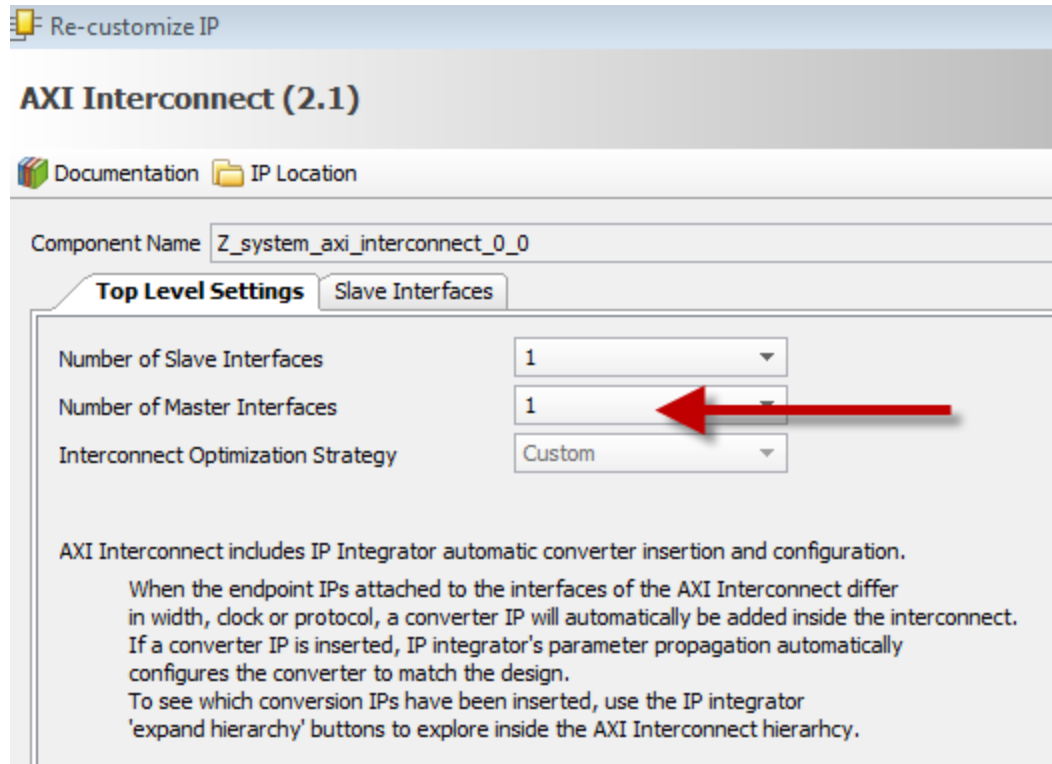 Re-customize IP
AXI Interconnect (2.1)
Documentation IP Location
Component Name Z_system_axi_interconnect_0_0
Top Level Settings Slave Interfaces
Number of Slave Interfaces 1
Number of Master Interfaces 1
Interconnect Optimization Strategy Custom
AXI Interconnect includes IP Integrator automatic converter insertion and configuration.
When the endpoint IPs attached to the interfaces of the AXI Interconnect differ
in width, clock or protocol, a converter IP will automatically be added inside the interconnect.
If a converter IP is inserted, IP integrator's parameter propagation automatically
configures the converter to match the design.
To see which conversion IPs have been inserted, use the IP integrator
'expand hierarchy' buttons to explore inside the AXI Interconnect hierarhcy.